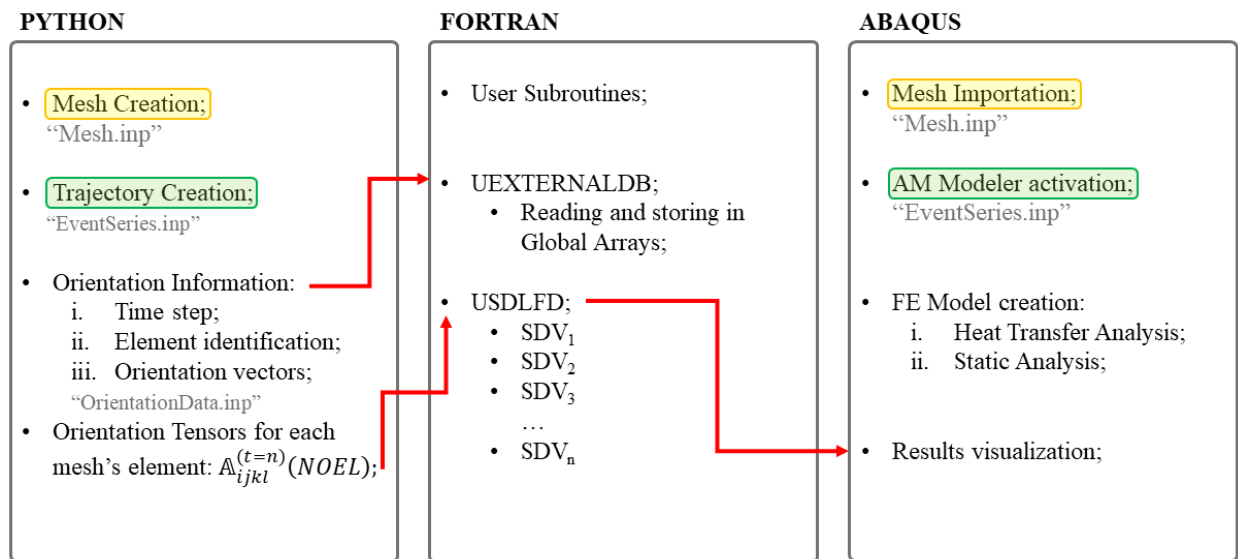 PYTHON
• Mesh Creation;
“Mesh.inp”
• Trajectory Creation;
“EventSeries.inp”
• Orientation Information:
i. Time step;
ii. Element identification;
iii. Orientation vectors;
“OrientationData.inp”
• Orientation Tensors for each
mesh’s element: 𝔸ᵢⱼₖₗ⁽ᵗ⁼ⁿ⁾(NOEL);
FORTRAN
• User Subroutines;
• UEXTERNALDB;
• Reading and storing in
Global Arrays;
• USDLFD;
• SDV₁
• SDV₂
• SDV₃
…
• SDVₙ
ABAQUS
• Mesh Importation;
“Mesh.inp”
• AM Modeler activation;
“EventSeries.inp”
• FE Model creation:
i. Heat Transfer Analysis;
ii. Static Analysis;
• Results visualization;